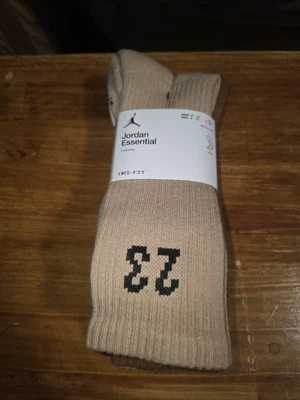 Jordan
Essential
DRI-FIT
23